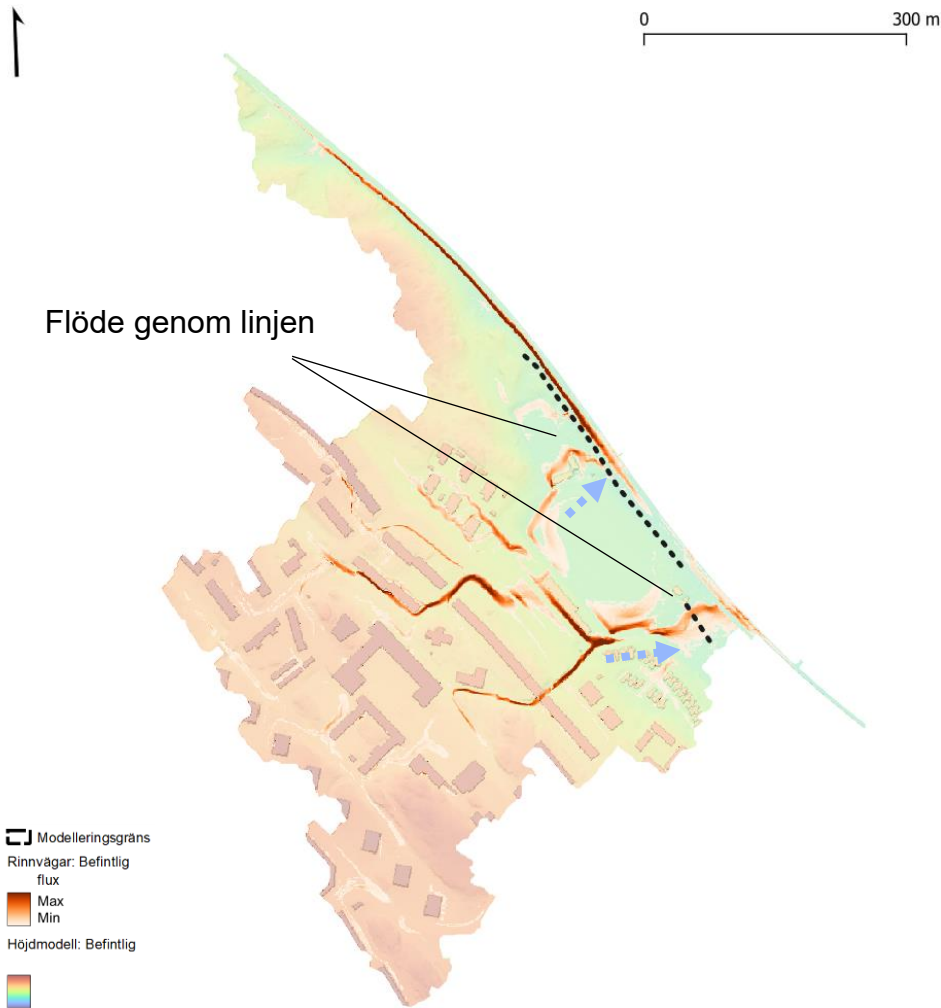 0 300 m
Flöde genom linjen
Modelleringsgräns
Rinnvägar: Befintlig
flux
Max
Min
Höjdmodell: Befintlig